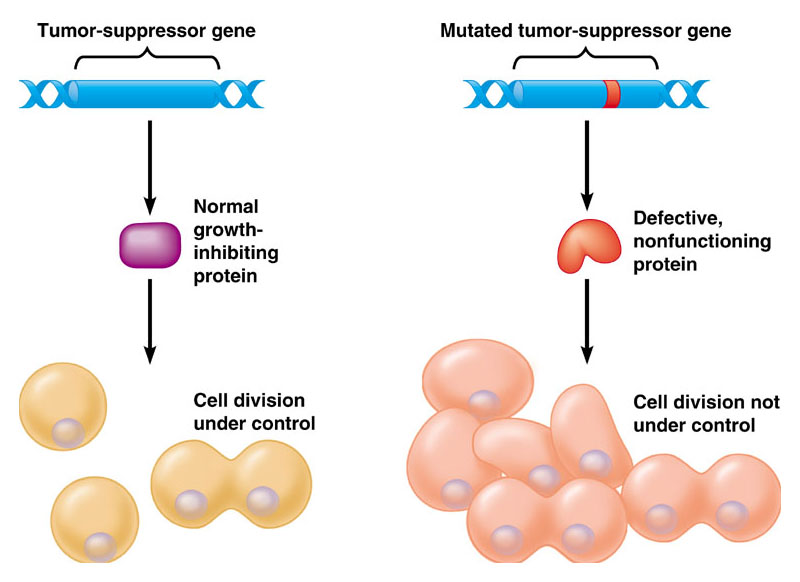 Tumor-suppressor gene
Normal
growth-
inhibiting
protein
Cell division
under control
Mutated tumor-suppressor gene
Defective,
nonfunctioning
protein
Cell division not
under control